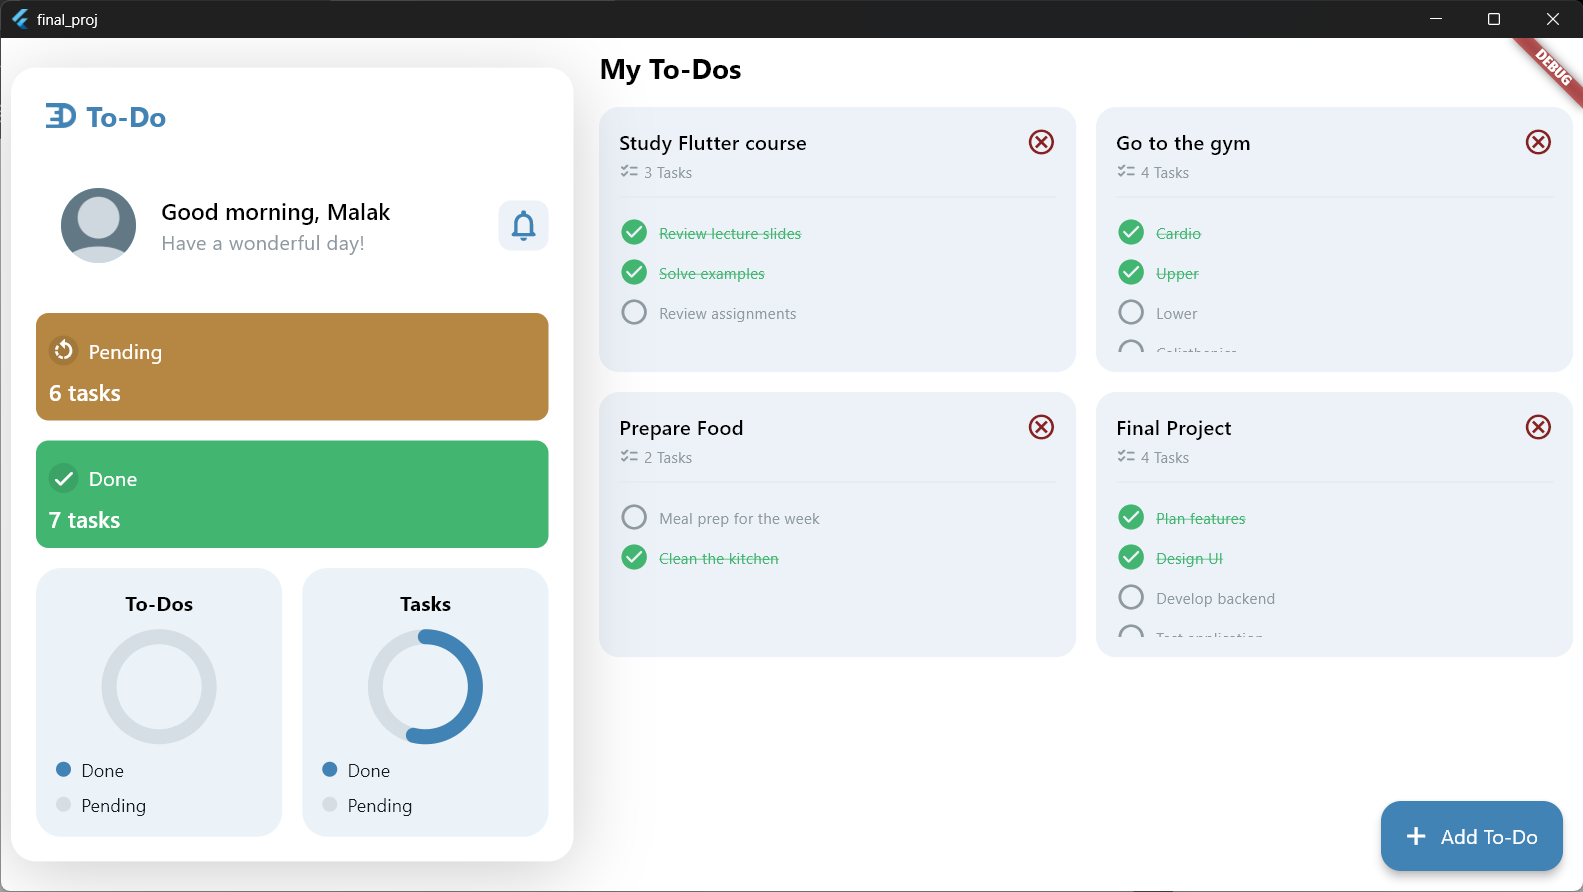 final_proj
DEBUG
To-Do
Good morning, Malak
Have a wonderful day!
Pending
6 tasks
Done
7 tasks
To-Dos
Done
Pending
Tasks
Done
Pending
My To-Dos
Study Flutter course
3 Tasks
Review lecture slides
Solve examples
Review assignments
Go to the gym
4 Tasks
Cardio
Upper
Lower
Calisthenics
Prepare Food
2 Tasks
Meal prep for the week
Clean the kitchen
Final Project
4 Tasks
Plan features
Design UI
Develop backend
Test application
Add To-Do